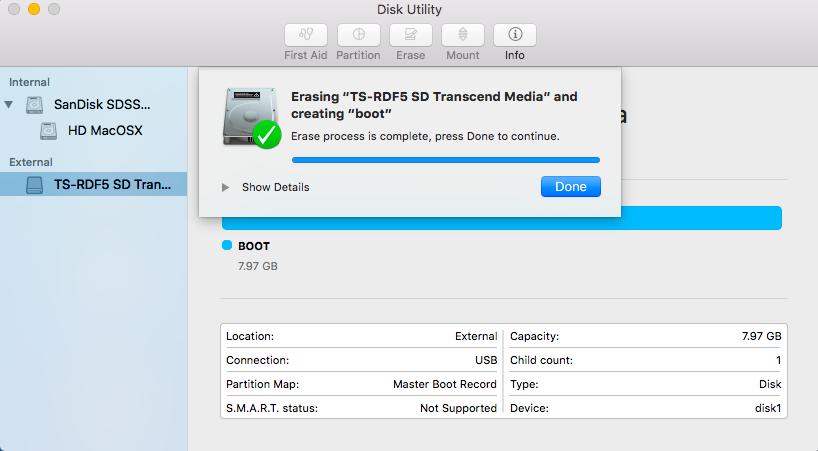 Disk Utility
First Aid Partition Erase Mount Info
Internal
SanDisk SDSS...
HD MacOSX
External
TS-RDF5 SD Tran...
Erasing “TS-RDF5 SD Transcend Media” and
creating “boot”
Erase process is complete, press Done to continue.
Show Details
Done
a
BOOT
7.97 GB
Location: External Capacity: 7.97 GB
Connection: USB Child count: 1
Partition Map: Master Boot Record Type: Disk
S.M.A.R.T. status: Not Supported Device: disk1